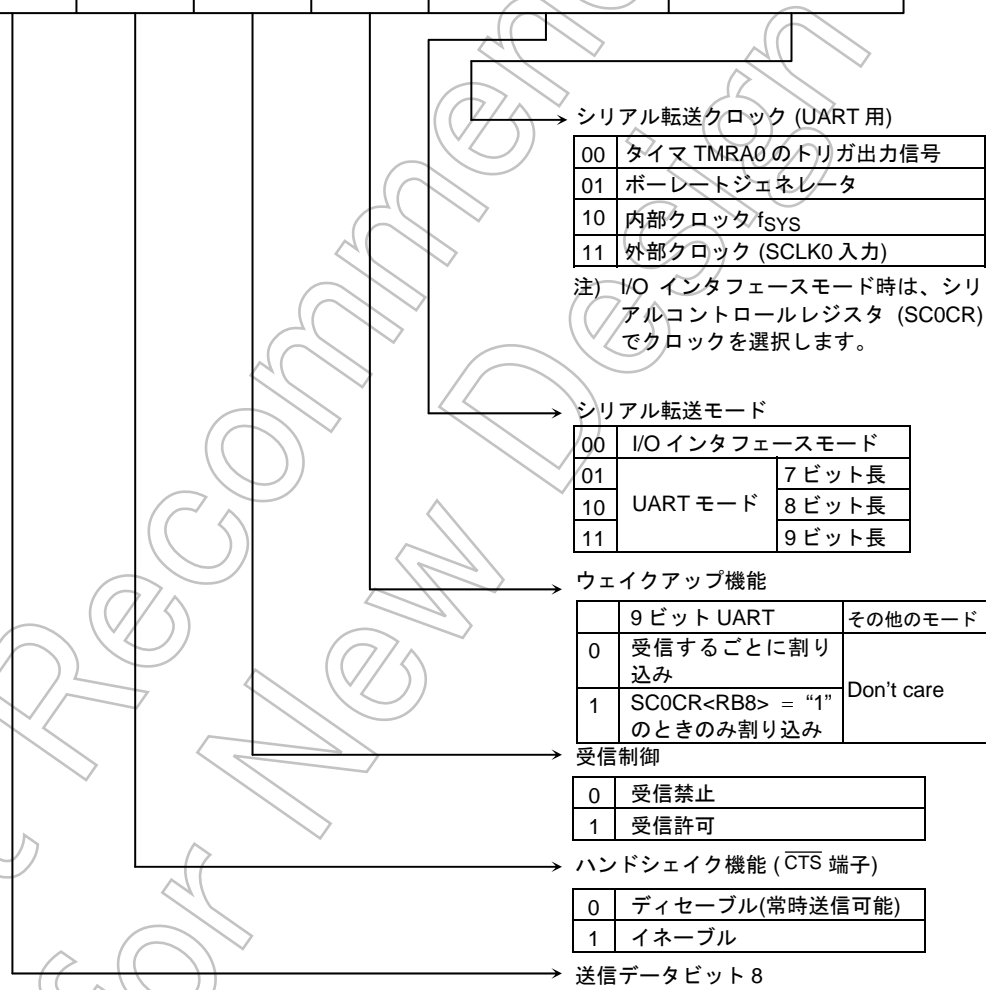 シリアル転送クロック (UART 用)
00 タイマ TMRA0 のトリガ出力信号
01 ボーレートジェネレータ
10 内部クロック fSYS
11 外部クロック (SCLK0 入力)
注) I/O インタフェースモード時は、シリ
アルコントロールレジスタ (SC0CR)
でクロックを選択します。
シリアル転送モード
00 I/O インタフェースモード
01 UART モード 7 ビット長
10 8 ビット長
11 9 ビット長
ウェイクアップ機能
9 ビット UART その他のモード
0 受信するごとに割り
込み
Don't care
1 SC0CR<RB8> = “1”
のときのみ割り込み
受信制御
0 受信禁止
1 受信許可
ハンドシェイク機能 (CTS 端子)
0 ディセーブル(常時送信可能)
1 イネーブル
送信データビット 8
Recommen
New Design
for